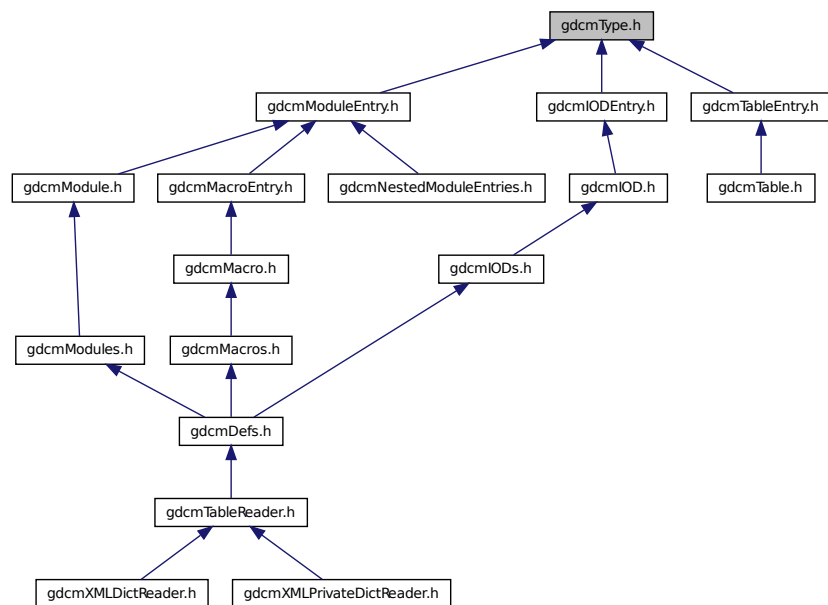 gdcmType.h
gdcmModuleEntry.h
gdcmIODEntry.h
gdcmTableEntry.h
gdcmModule.h
gdcmMacroEntry.h
gdcmNestedModuleEntries.h
gdcmIOD.h
gdcmTable.h
gdcmMacro.h
gdcmIODs.h
gdcmModules.h
gdcmMacros.h
gdcmDefs.h
gdcmTableReader.h
gdcmXMLDictReader.h
gdcmXMLPrivateDictReader.h